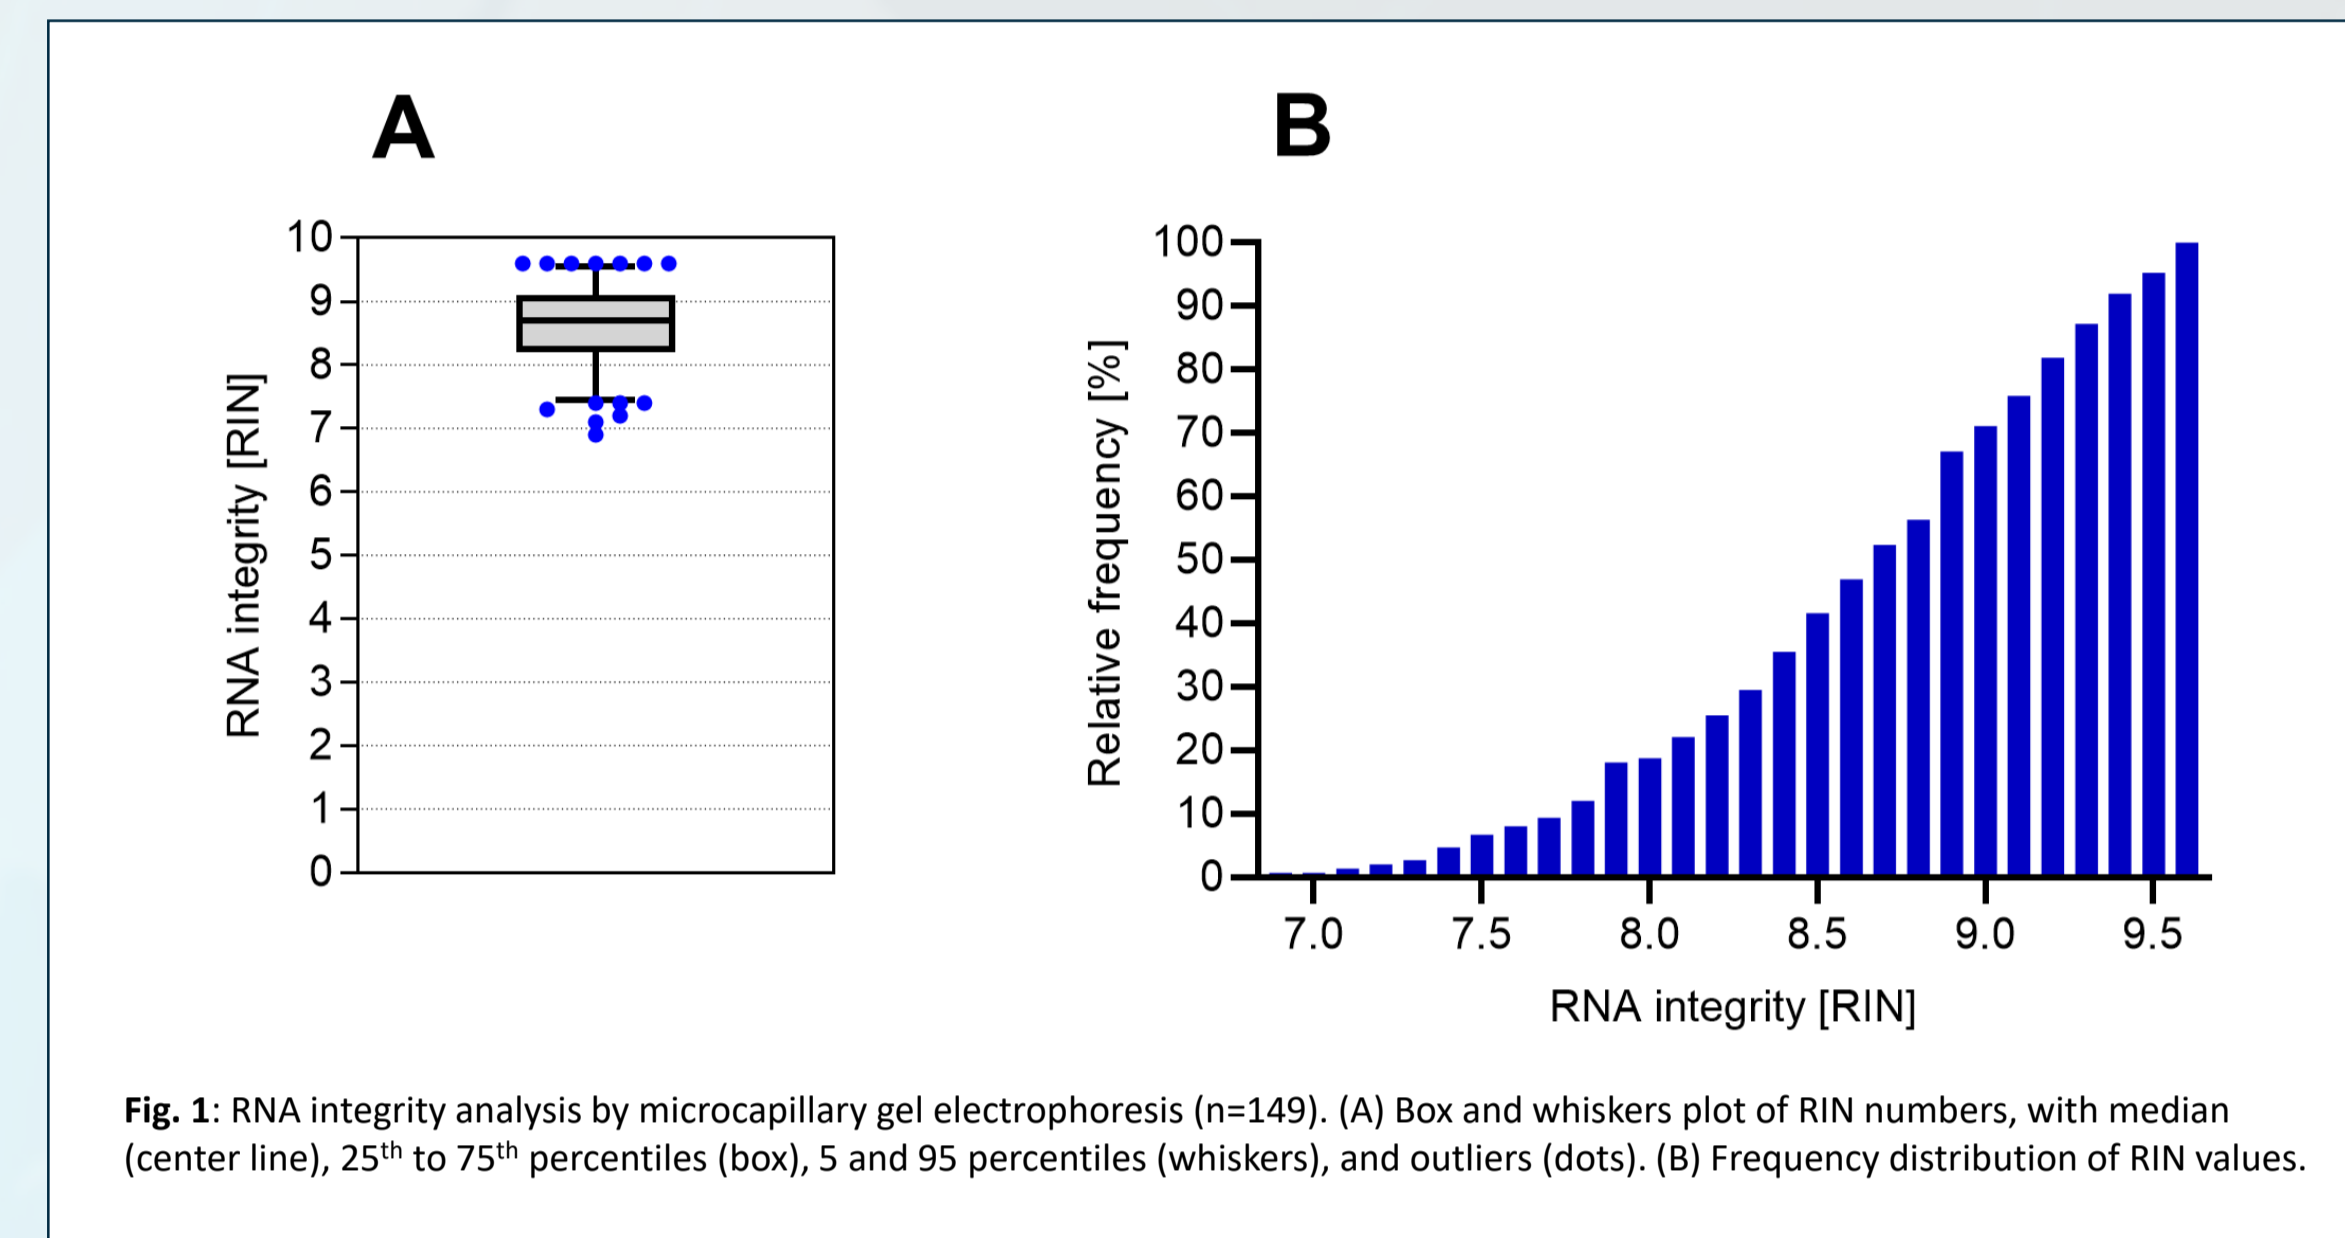 A
B
10
9
8
7
6
5
4
3
2
1
0
RNA integrity [RIN]
100
90
80
70
60
50
40
30
20
10
0
Relative frequency [%]
7.0 7.5 8.0 8.5 9.0 9.5
RNA integrity [RIN]
Fig. 1: RNA integrity analysis by microcapillary gel electrophoresis (n=149). (A) Box and whiskers plot of RIN numbers, with median
(center line), 25th to 75th percentiles (box), 5 and 95 percentiles (whiskers), and outliers (dots). (B) Frequency distribution of RIN values.